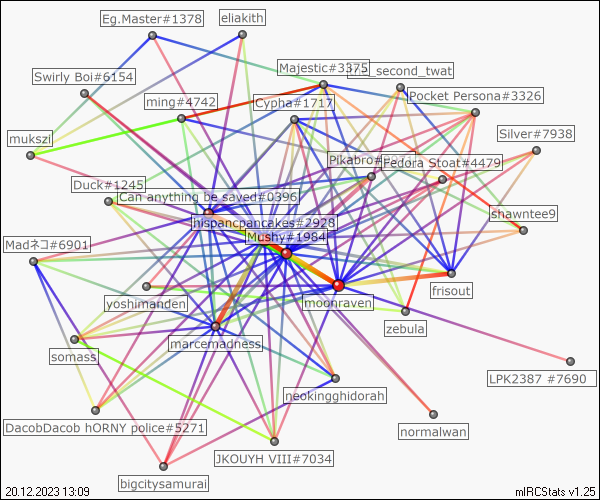 Eg.Master#1378
eliakith
Swirly Boi#6154
Majestic#3375
_second_twat
ming#4742
Cypha#1717
Pocket Persona#3326
mukszi
Silver#7938
Pikabro
Fedora Stoat#4479
Duck#1245
Can anything be saved#0396
shawntee9
hispancpancakes#2928
Mushy#1984
Madネコ#6901
yoshimanden
moonraven
frisout
zebula
marcemadness
somass
LPK2387 #7690
neokingghidorah
DacobDacob hORNY police#5271
normalwan
JKOUYH VIII#7034
bigcitysamurai
20.12.2023 13:09
mIRCStats v1.25